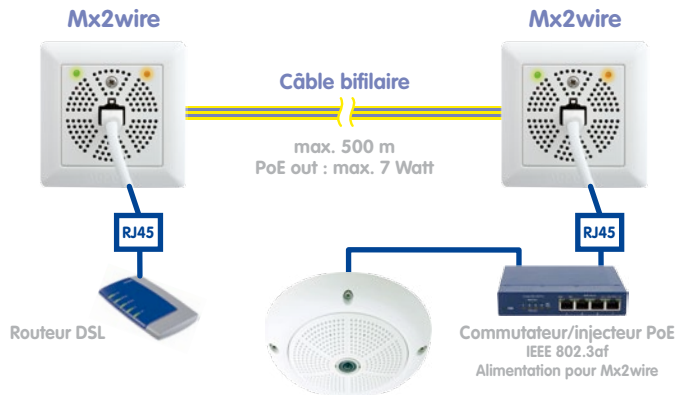 Mx2wire
Mx2wire
Câble bifilaire
max. 500 m
PoE out : max. 7 Watt
RJ45
RJ45
Routeur DSL
Commutateur/injecteur PoE
IEEE 802.3af
Alimentation pour Mx2wire